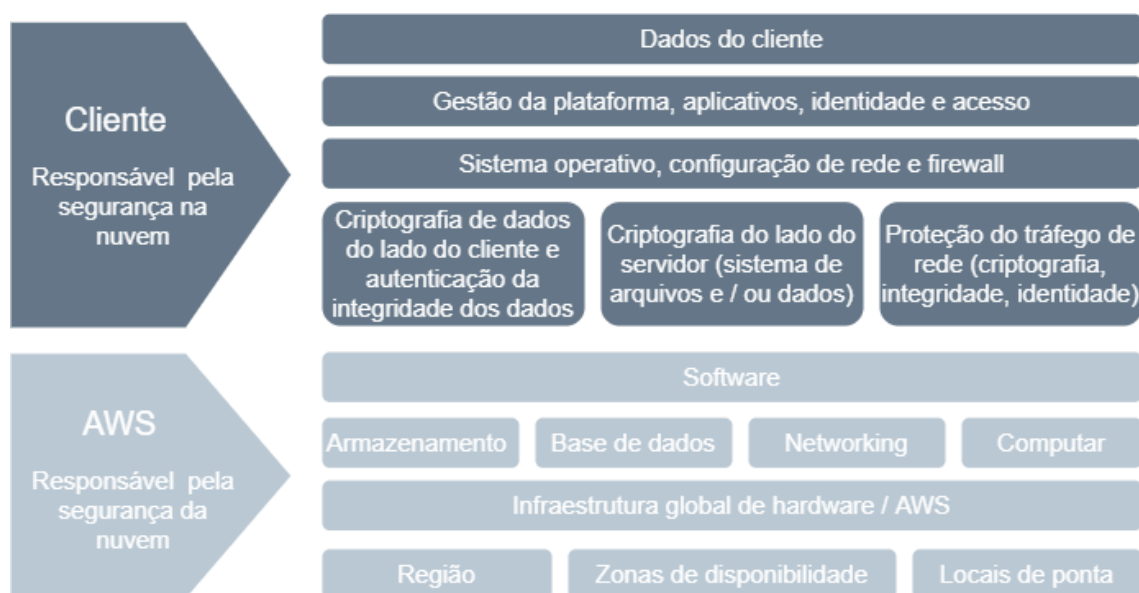 Cliente
Responsável pela
segurança na
nuvem
Dados do cliente
Gestão da plataforma, aplicativos, identidade e acesso
Sistema operativo, configuração de rede e firewall
Criptografia de dados
do lado do cliente e
autenticação da
integridade dos dados
Criptografia do lado do
servidor (sistema de
arquivos e / ou dados)
Proteção do tráfego de
rede (criptografia,
integridade, identidade)
AWS
Responsável pela
segurança da
nuvem
Software
Armazenamento
Base de dados
Networking
Computar
Infraestrutura global de hardware / AWS
Região
Zonas de disponibilidade
Locais de ponta